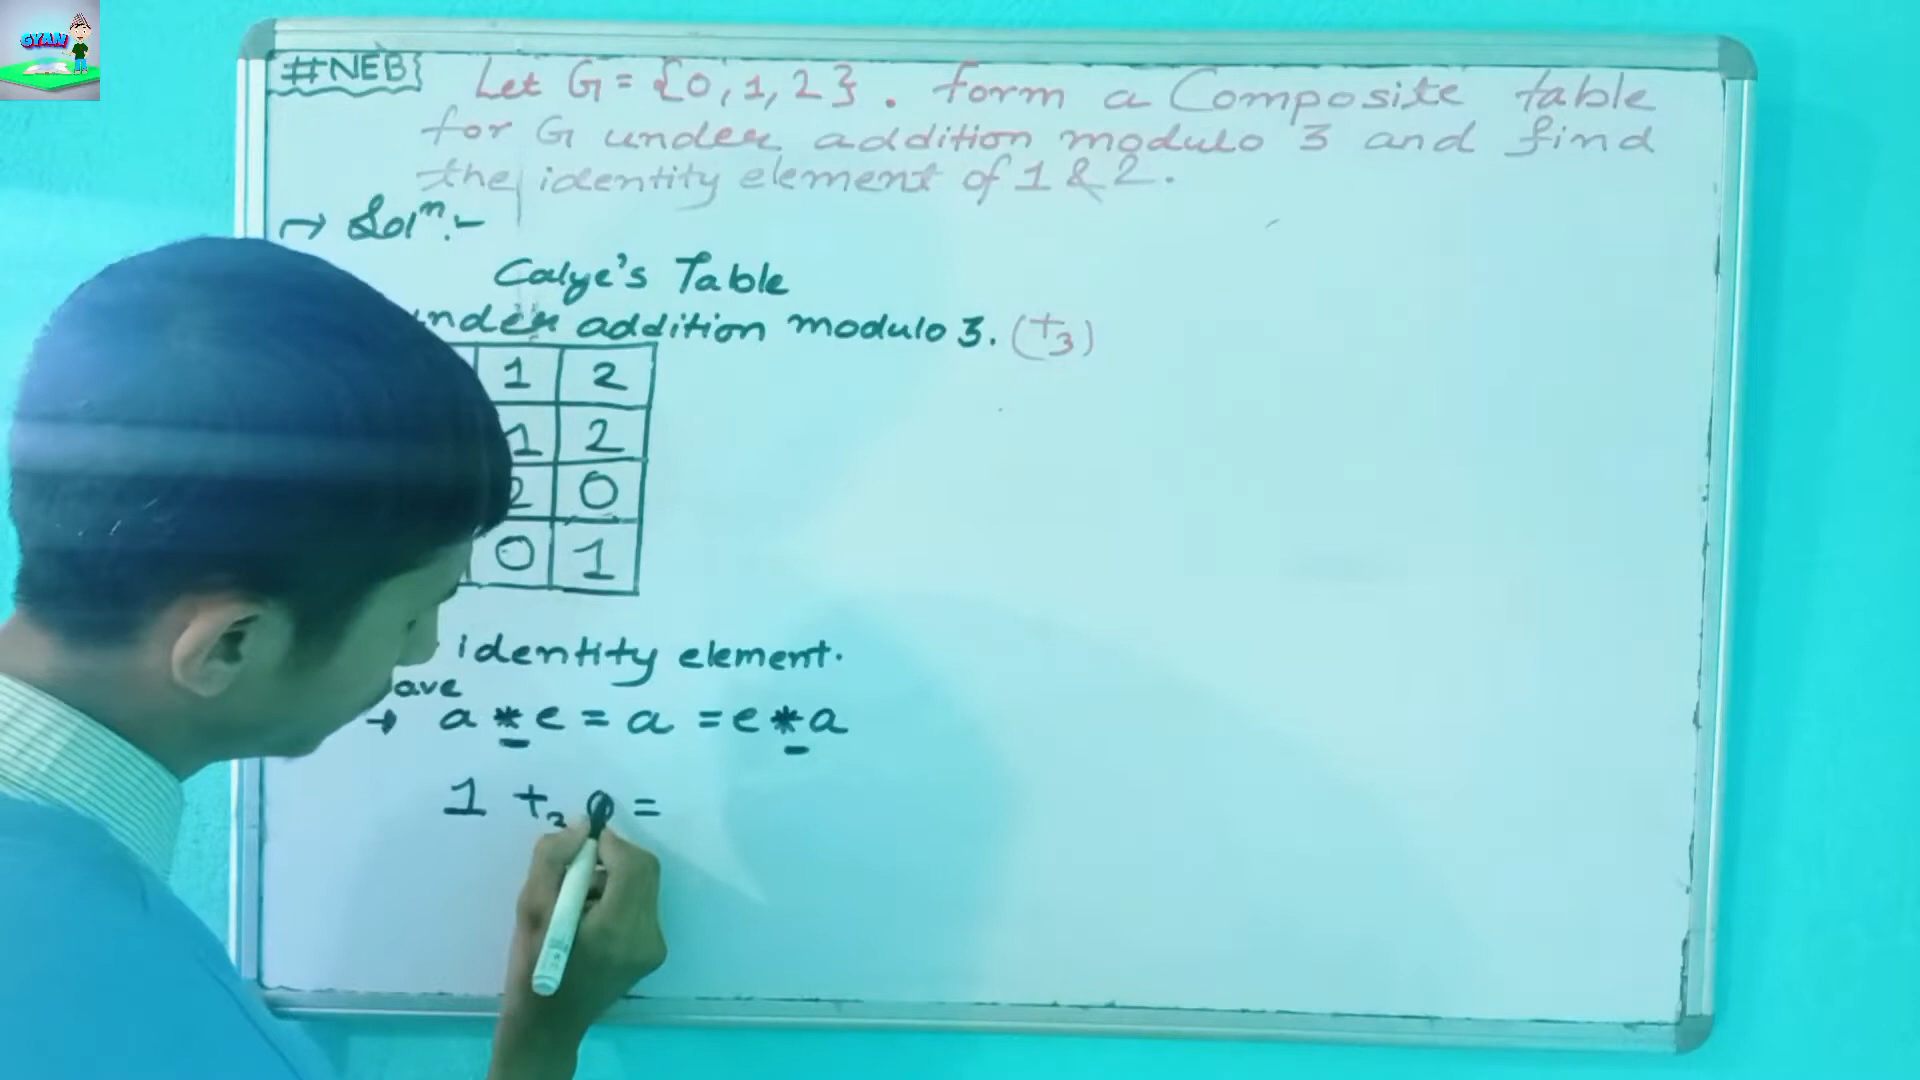 GYAN
#NEB
Let G = {0, 1, 2}. form a Composite table
for G under addition modulo 3 and find
the identity element of 1 & 2.
→ Solⁿ:-
Calye's Table
under addition modulo 3. (+₃)
1 2
1 2
2 0
0 1
identity element.
→ a * e = a = e * a
1 + 0 =